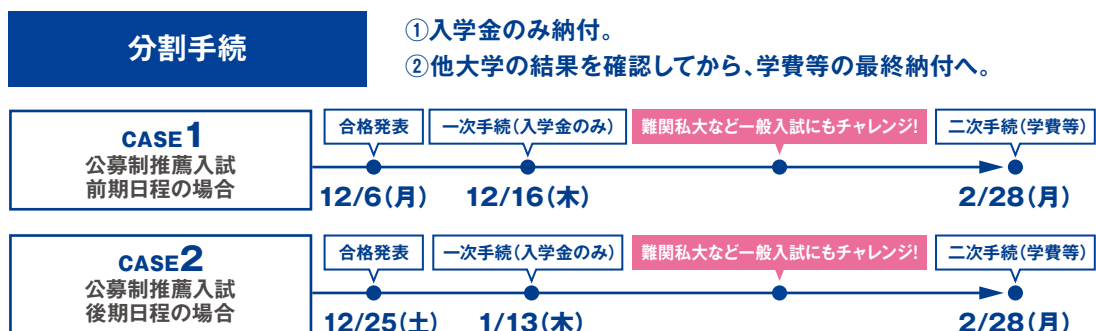 分割手続
①入学金のみ納付。
②他大学の結果を確認してから、学費等の最終納付へ。
CASE1
公募制推薦入試
前期日程の場合
合格発表
一次手続(入学金のみ)
難関私大など一般入試にもチャレンジ!
二次手続(学費等)
12/6(月)
12/16(木)
2/28(月)
CASE2
公募制推薦入試
後期日程の場合
合格発表
一次手続(入学金のみ)
難関私大など一般入試にもチャレンジ!
二次手続(学費等)
12/25(土)
1/13(木)
2/28(月)